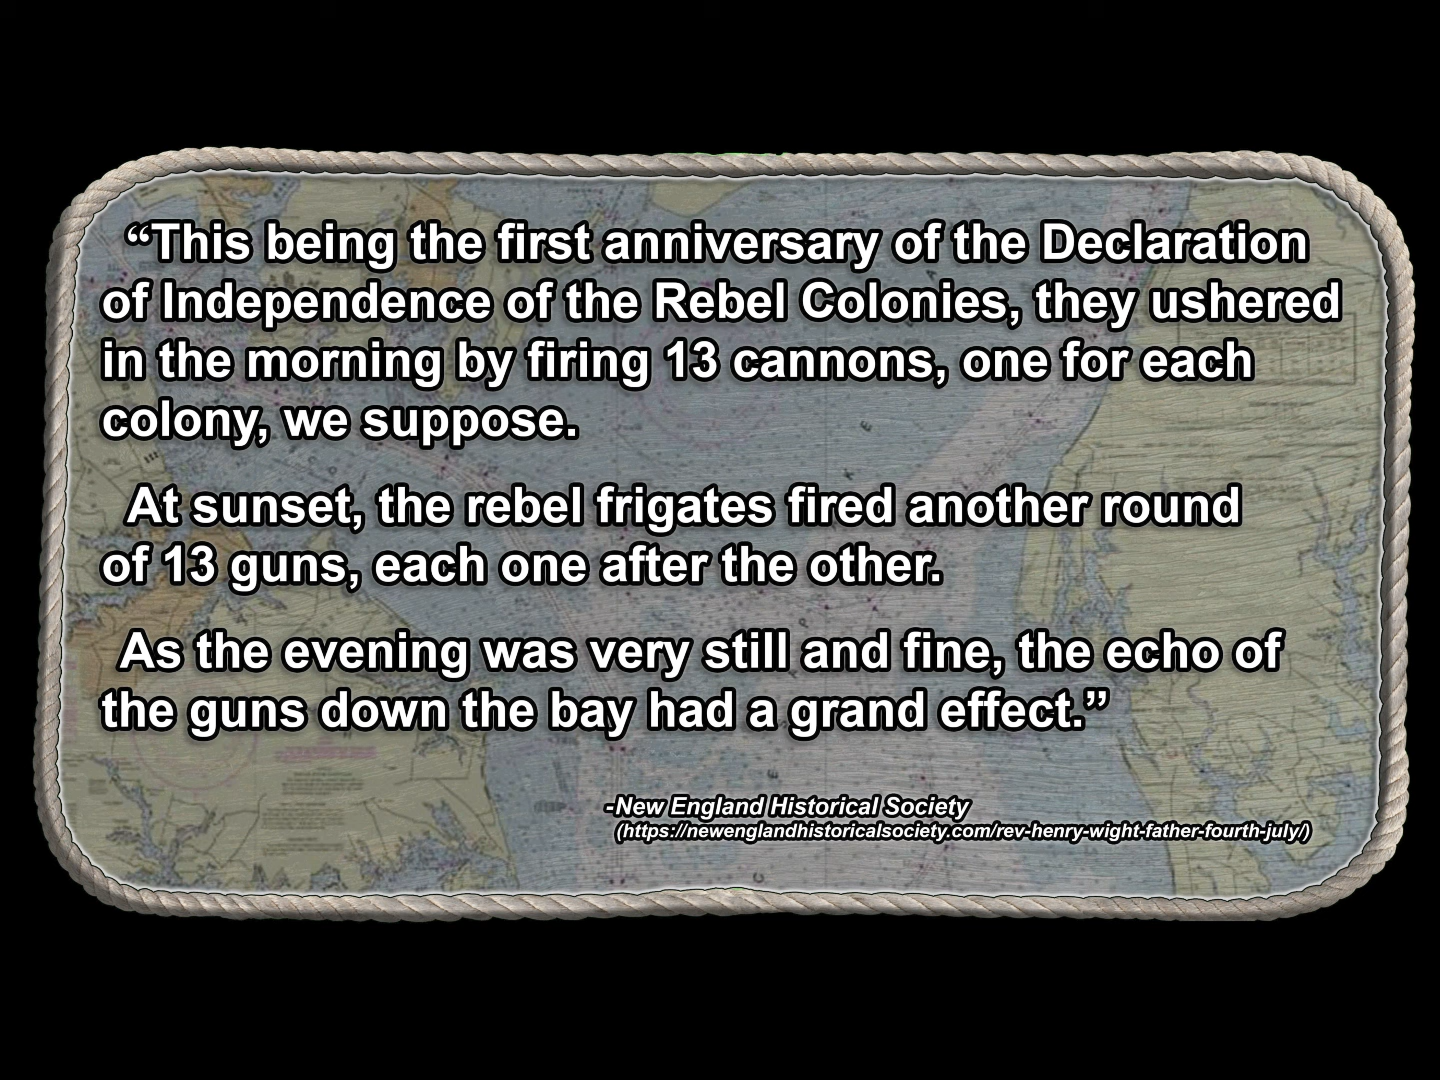 “This being the first anniversary of the Declaration
of Independence of the Rebel Colonies, they ushered
in the morning by firing 13 cannons, one for each
colony, we suppose.
At sunset, the rebel frigates fired another round
of 13 guns, each one after the other.
As the evening was very still and fine, the echo of
the guns down the bay had a grand effect.”
-New England Historical Society
(https://newenglandhistoricalsociety.com/rev-henry-wight-father-fourth-july/)